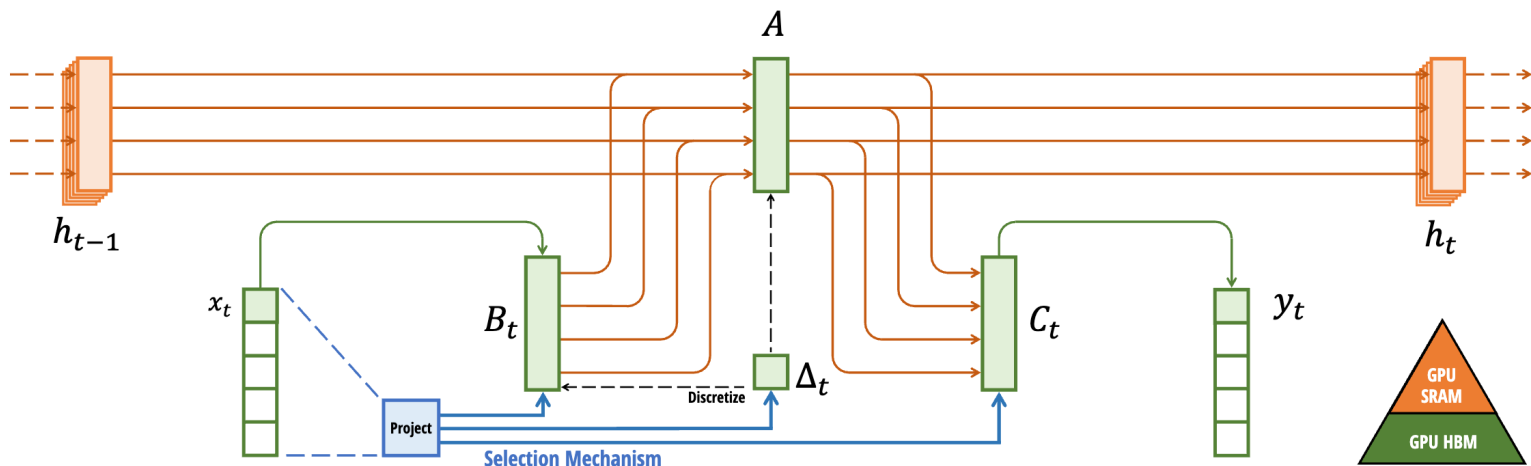 A
h_{t-1}
h_t
x_t
B_t
Δ_t
C_t
y_t
Discretize
Project
Selection Mechanism
GPU
SRAM
GPU HBM